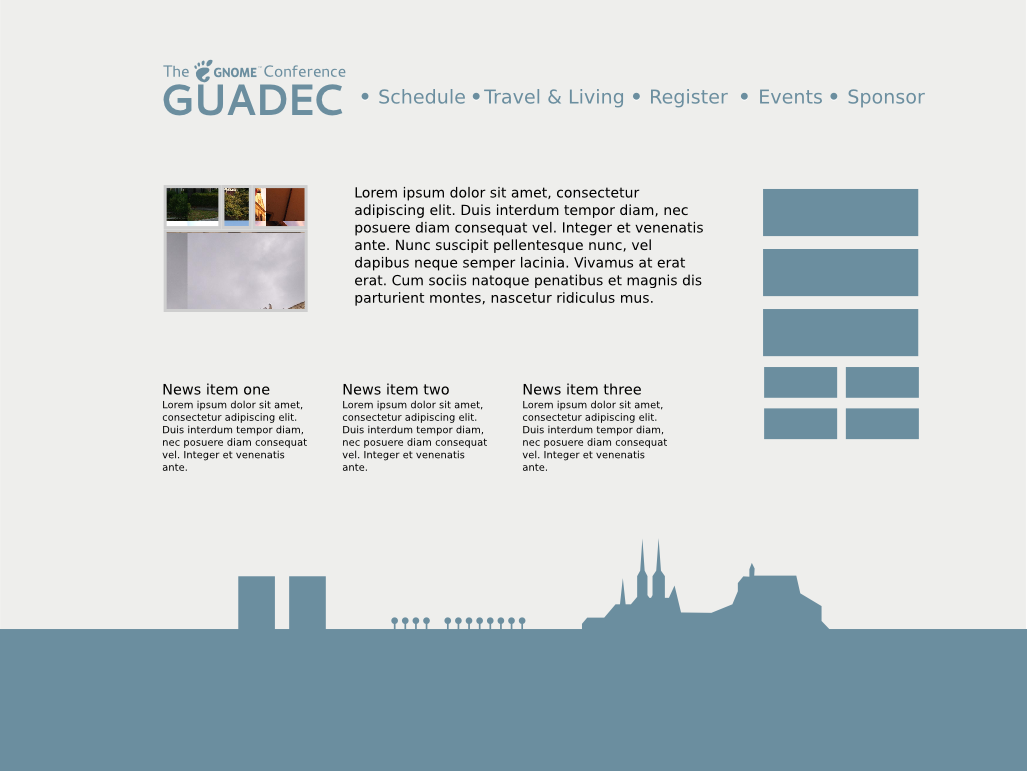 The GNOME™ Conference
GUADEC
• Schedule • Travel & Living • Register • Events • Sponsor
Lorem ipsum dolor sit amet, consectetur
adipiscing elit. Duis interdum tempor diam, nec
posuere diam consequat vel. Integer et venenatis
ante. Nunc suscipit pellentesque nunc, vel
dapibus neque semper lacinia. Vivamus at erat
erat. Cum sociis natoque penatibus et magnis dis
parturient montes, nascetur ridiculus mus.
News item one
Lorem ipsum dolor sit amet,
consectetur adipiscing elit.
Duis interdum tempor diam,
nec posuere diam consequat
vel. Integer et venenatis
ante.
News item two
Lorem ipsum dolor sit amet,
consectetur adipiscing elit.
Duis interdum tempor diam,
nec posuere diam consequat
vel. Integer et venenatis
ante.
News item three
Lorem ipsum dolor sit amet,
consectetur adipiscing elit.
Duis interdum tempor diam,
nec posuere diam consequat
vel. Integer et venenatis
ante.